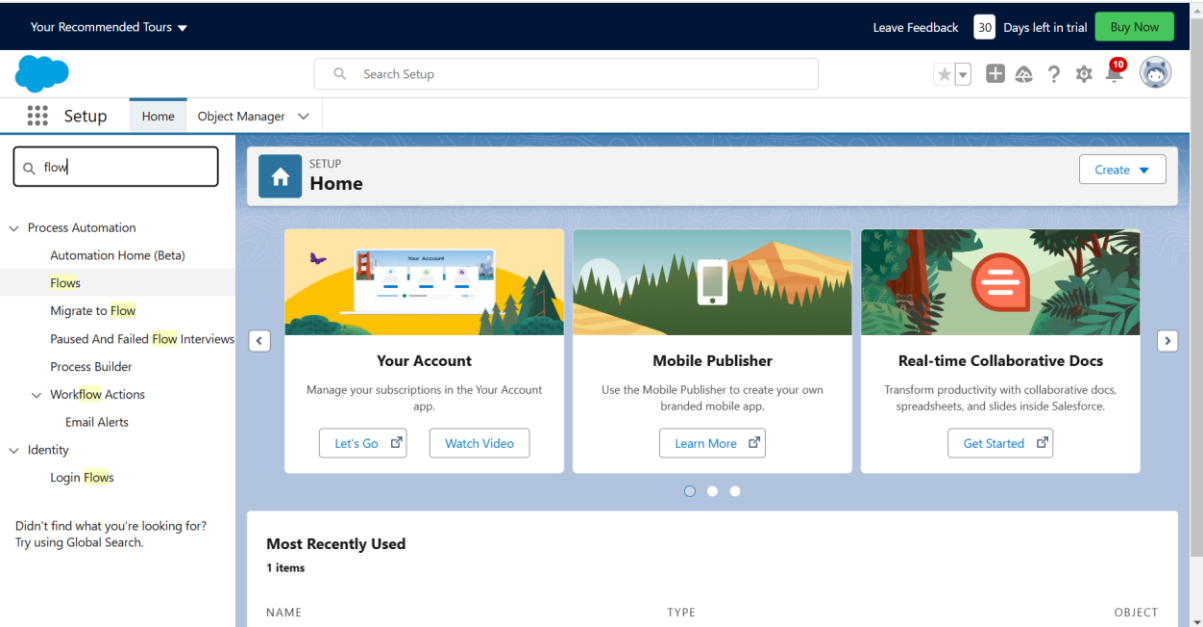 Your Recommended Tours
Leave Feedback 30 Days left in trial Buy Now
Search Setup
10
Setup Home Object Manager
flow
SETUP
Home
Create
Process Automation
Automation Home (Beta)
Flows
Migrate to Flow
Paused And Failed Flow Interviews
Process Builder
Workflow Actions
Email Alerts
Identity
Login Flows
Didn't find what you're looking for?
Try using Global Search.
Your Account
Your Account
Manage your subscriptions in the Your Account
app.
Let's Go Watch Video
Mobile Publisher
Use the Mobile Publisher to create your own
branded mobile app.
Learn More
Real-time Collaborative Docs
Transform productivity with collaborative docs,
spreadsheets, and slides inside Salesforce.
Get Started
Most Recently Used
1 items
NAME TYPE OBJECT